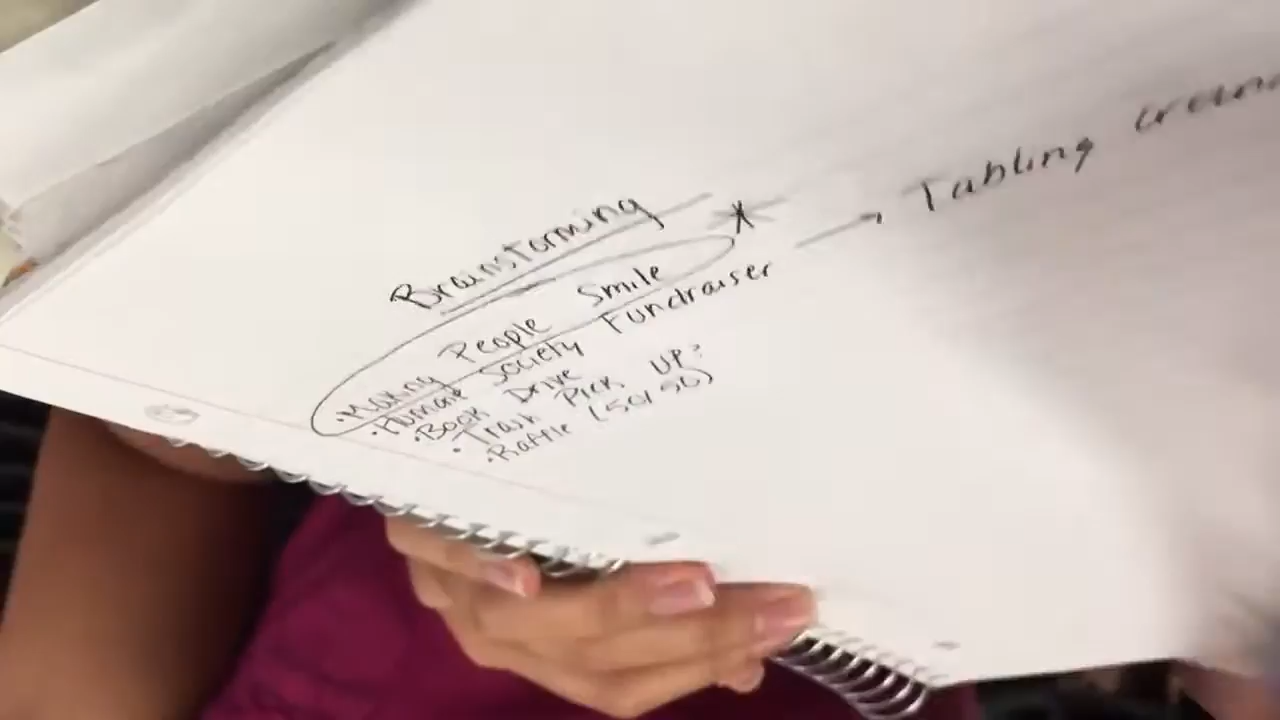 Brainstorming
·Making People Smile *
·Humane Society Fundraiser → Tabling
·Book Drive
·Trash Pick UP?
·Raffle (50/50)